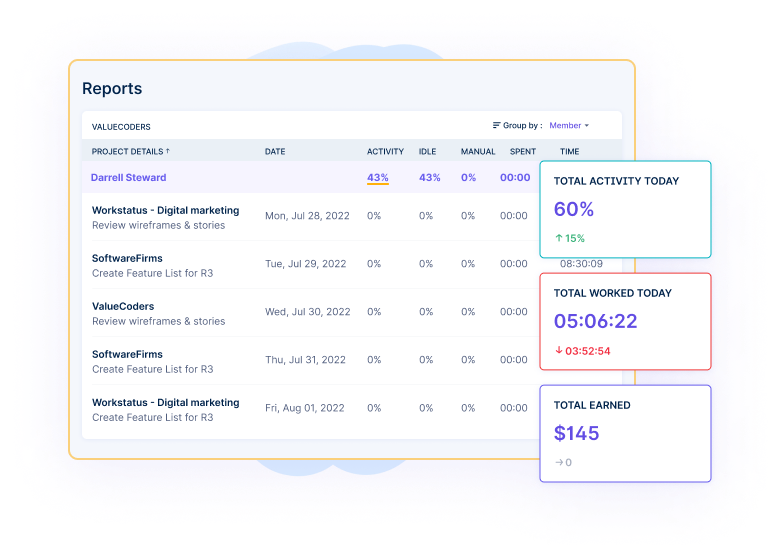 Reports
VALUECODERS
Group by : Member
PROJECT DETAILS ↑ DATE ACTIVITY IDLE MANUAL SPENT TIME
Darrell Steward 43% 43% 0% 00:00
TOTAL ACTIVITY TODAY
60%
↑ 15%
Workstatus - Digital marketing
Review wireframes & stories
Mon, Jul 28, 2022 0% 0% 0% 00:00
SoftwareFirms
Create Feature List for R3
Tue, Jul 29, 2022 0% 0% 0% 00:00 08:30:09
TOTAL WORKED TODAY
05:06:22
↓ 03:52:54
ValueCoders
Review wireframes & stories
Wed, Jul 30, 2022 0% 0% 0% 00:00
SoftwareFirms
Create Feature List for R3
Thu, Jul 31, 2022 0% 0% 0% 00:00
Workstatus - Digital marketing
Create Feature List for R3
Fri, Aug 01, 2022 0% 0% 0% 00:00
TOTAL EARNED
$145
→ 0